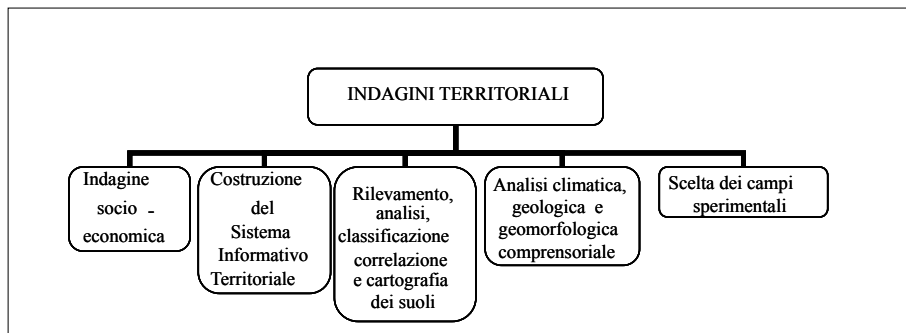 INDAGINI TERRITORIALI
Indagine
socio -
economica
Costruzione
del
Sistema
Informativo
Territoriale
Rilevamento,
analisi,
classificazione
correlazione
e cartografia
dei suoli
Analisi climatica,
geologica e
geomorfologica
comprensoriale
Scelta dei campi
sperimentali